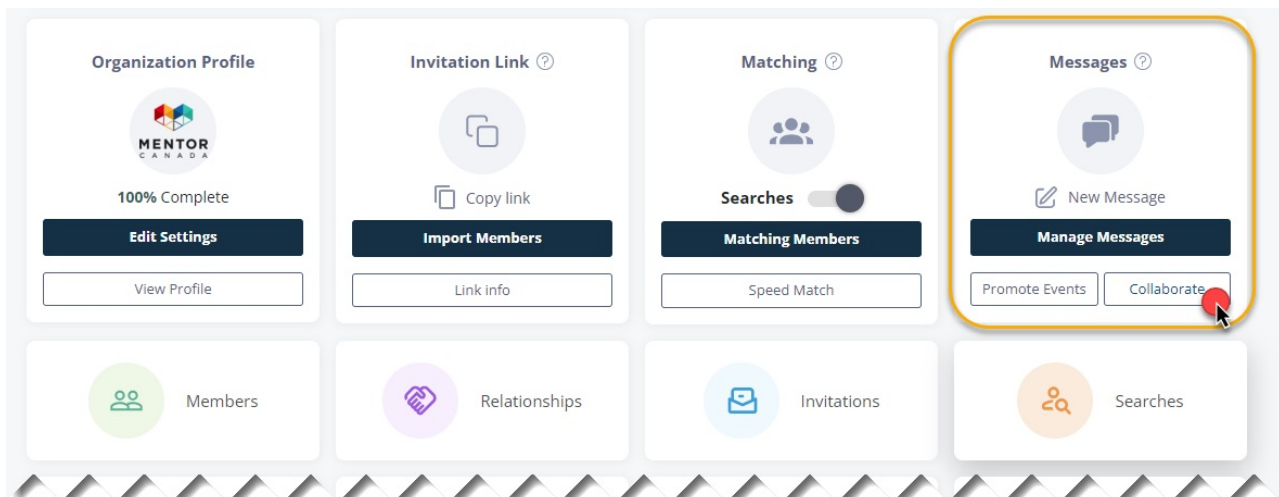 Organization Profile
MENTOR
CANADA
100% Complete
Edit Settings
View Profile
Invitation Link ?
Copy link
Import Members
Link info
Matching ?
Searches
Matching Members
Speed Match
Messages ?
New Message
Manage Messages
Promote Events
Collaborate
Members
Relationships
Invitations
Searches